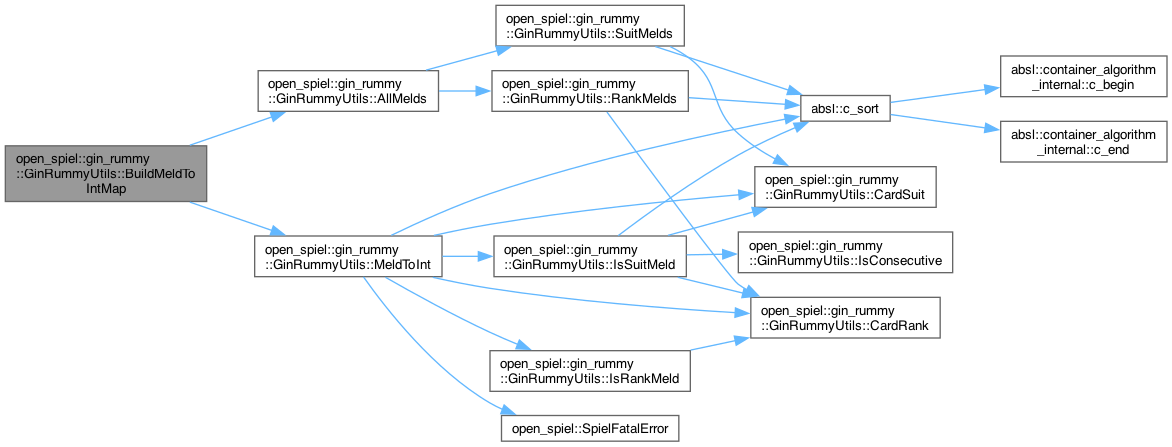 open_spiel::gin_rummy
::GinRummyUtils::BuildMeldTo
IntMap
open_spiel::gin_rummy
::GinRummyUtils::AllMelds
open_spiel::gin_rummy
::GinRummyUtils::SuitMelds
open_spiel::gin_rummy
::GinRummyUtils::RankMelds
absl::c_sort
absl::container_algorithm
_internal::c_begin
absl::container_algorithm
_internal::c_end
open_spiel::gin_rummy
::GinRummyUtils::CardSuit
open_spiel::gin_rummy
::GinRummyUtils::MeldToInt
open_spiel::gin_rummy
::GinRummyUtils::IsSuitMeld
open_spiel::gin_rummy
::GinRummyUtils::IsConsecutive
open_spiel::gin_rummy
::GinRummyUtils::CardRank
open_spiel::gin_rummy
::GinRummyUtils::IsRankMeld
open_spiel::SpielFatalError